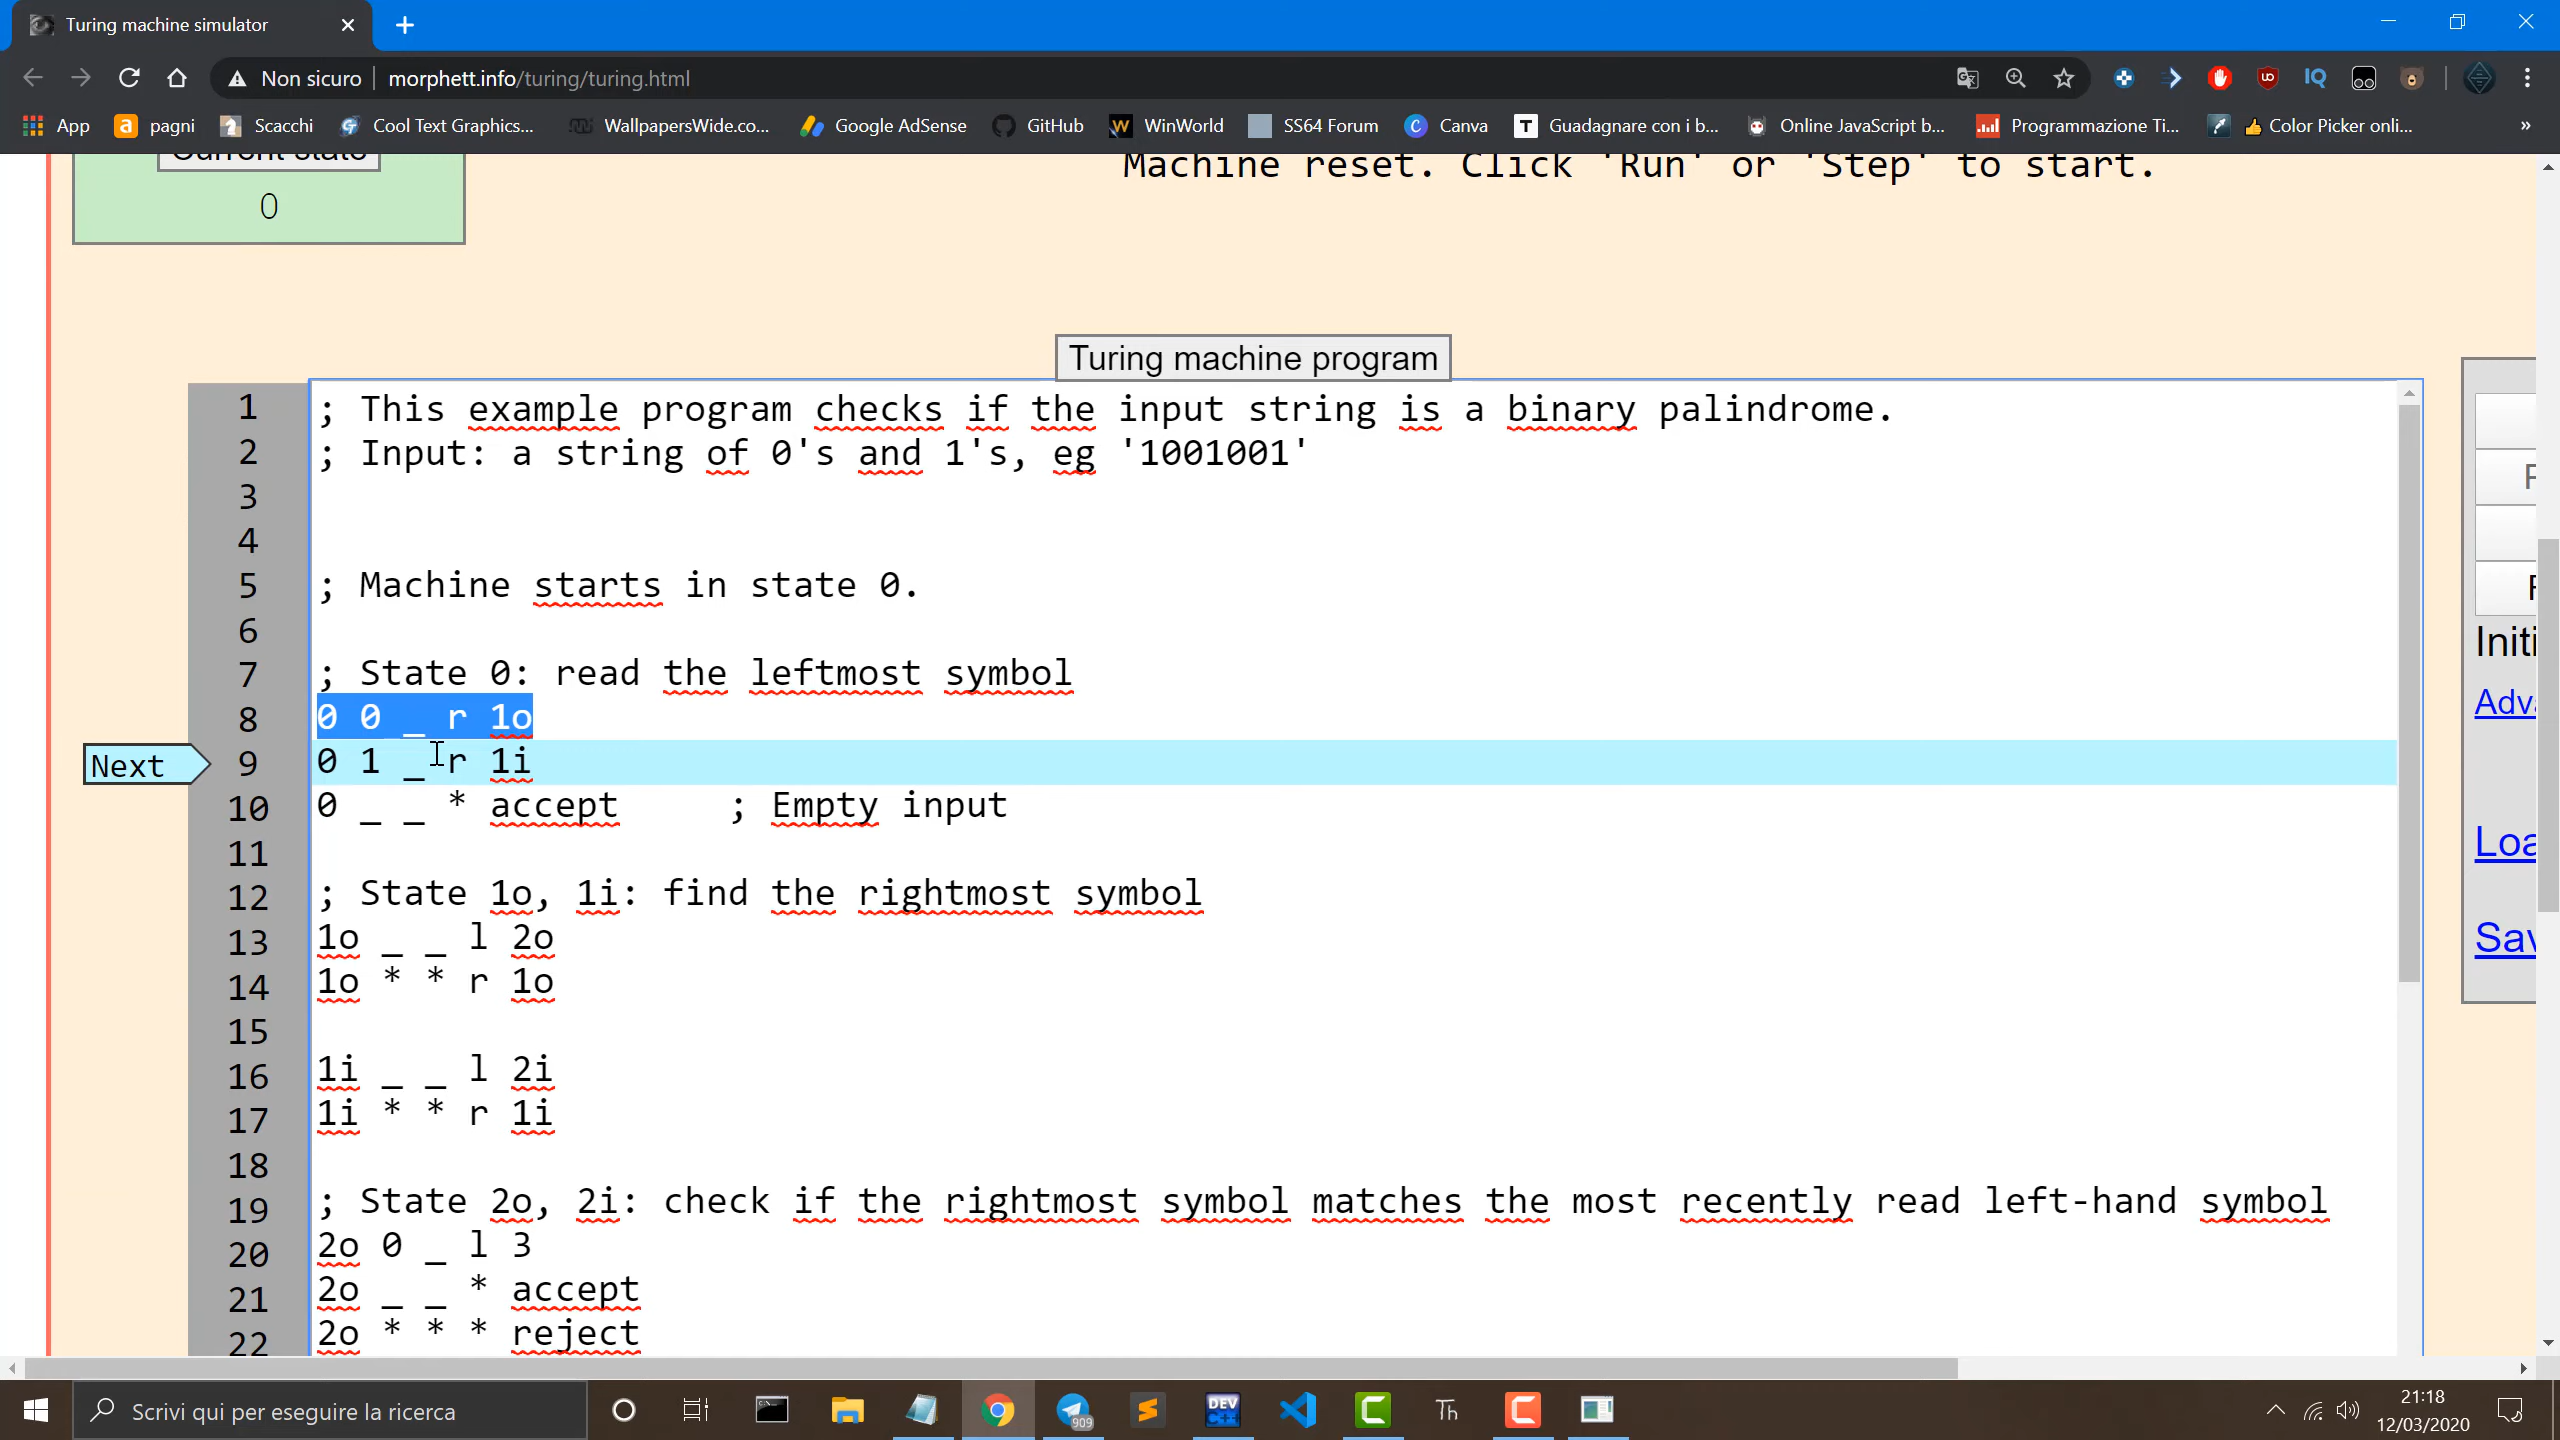 Turing machine simulator
Non sicuro morphett.info/turing/turing.html
App pagni Scacchi Cool Text Graphics... WallpapersWide.co... Google AdSense GitHub WinWorld SS64 Forum Canva Guadagnare con i b... Online JavaScript b... Programmazione Ti... 👍 Color Picker onli... »
Current state
0
Machine reset. Click 'Run' or 'Step' to start.
Turing machine program
1 ; This example program checks if the input string is a binary palindrome.
2 ; Input: a string of 0's and 1's, eg '1001001'
3
4
5 ; Machine starts in state 0.
6
7 ; State 0: read the leftmost symbol
8 0 0 _ r 1o
Next 9 0 1 _ r 1i
10 0 _ _ * accept ; Empty input
11
12 ; State 1o, 1i: find the rightmost symbol
13 1o _ _ l 2o
14 1o * * r 1o
15
16 1i _ _ l 2i
17 1i * * r 1i
18
19 ; State 2o, 2i: check if the rightmost symbol matches the most recently read left-hand symbol
20 2o 0 _ l 3
21 2o _ _ * accept
22 2o * * * reject
Initi
Adva
Loa
Sav
Scrivi qui per eseguire la ricerca
909
DEV C++
Th
21:18
12/03/2020